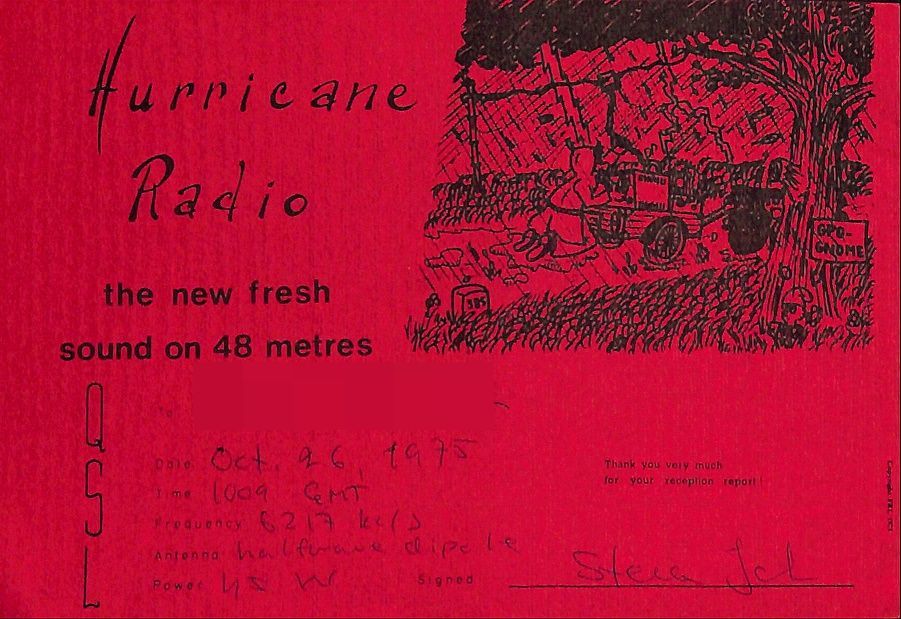 Hurricane
Radio
the new fresh
sound on 48 metres
GPO-
GNOME
QSL
To
Date Oct. 26, 1975
Time 1009 GMT
Frequency 6217 kc/s
Antenna halfwave dipole
Power 45 W
Signed
Thank you very much
for your reception report!